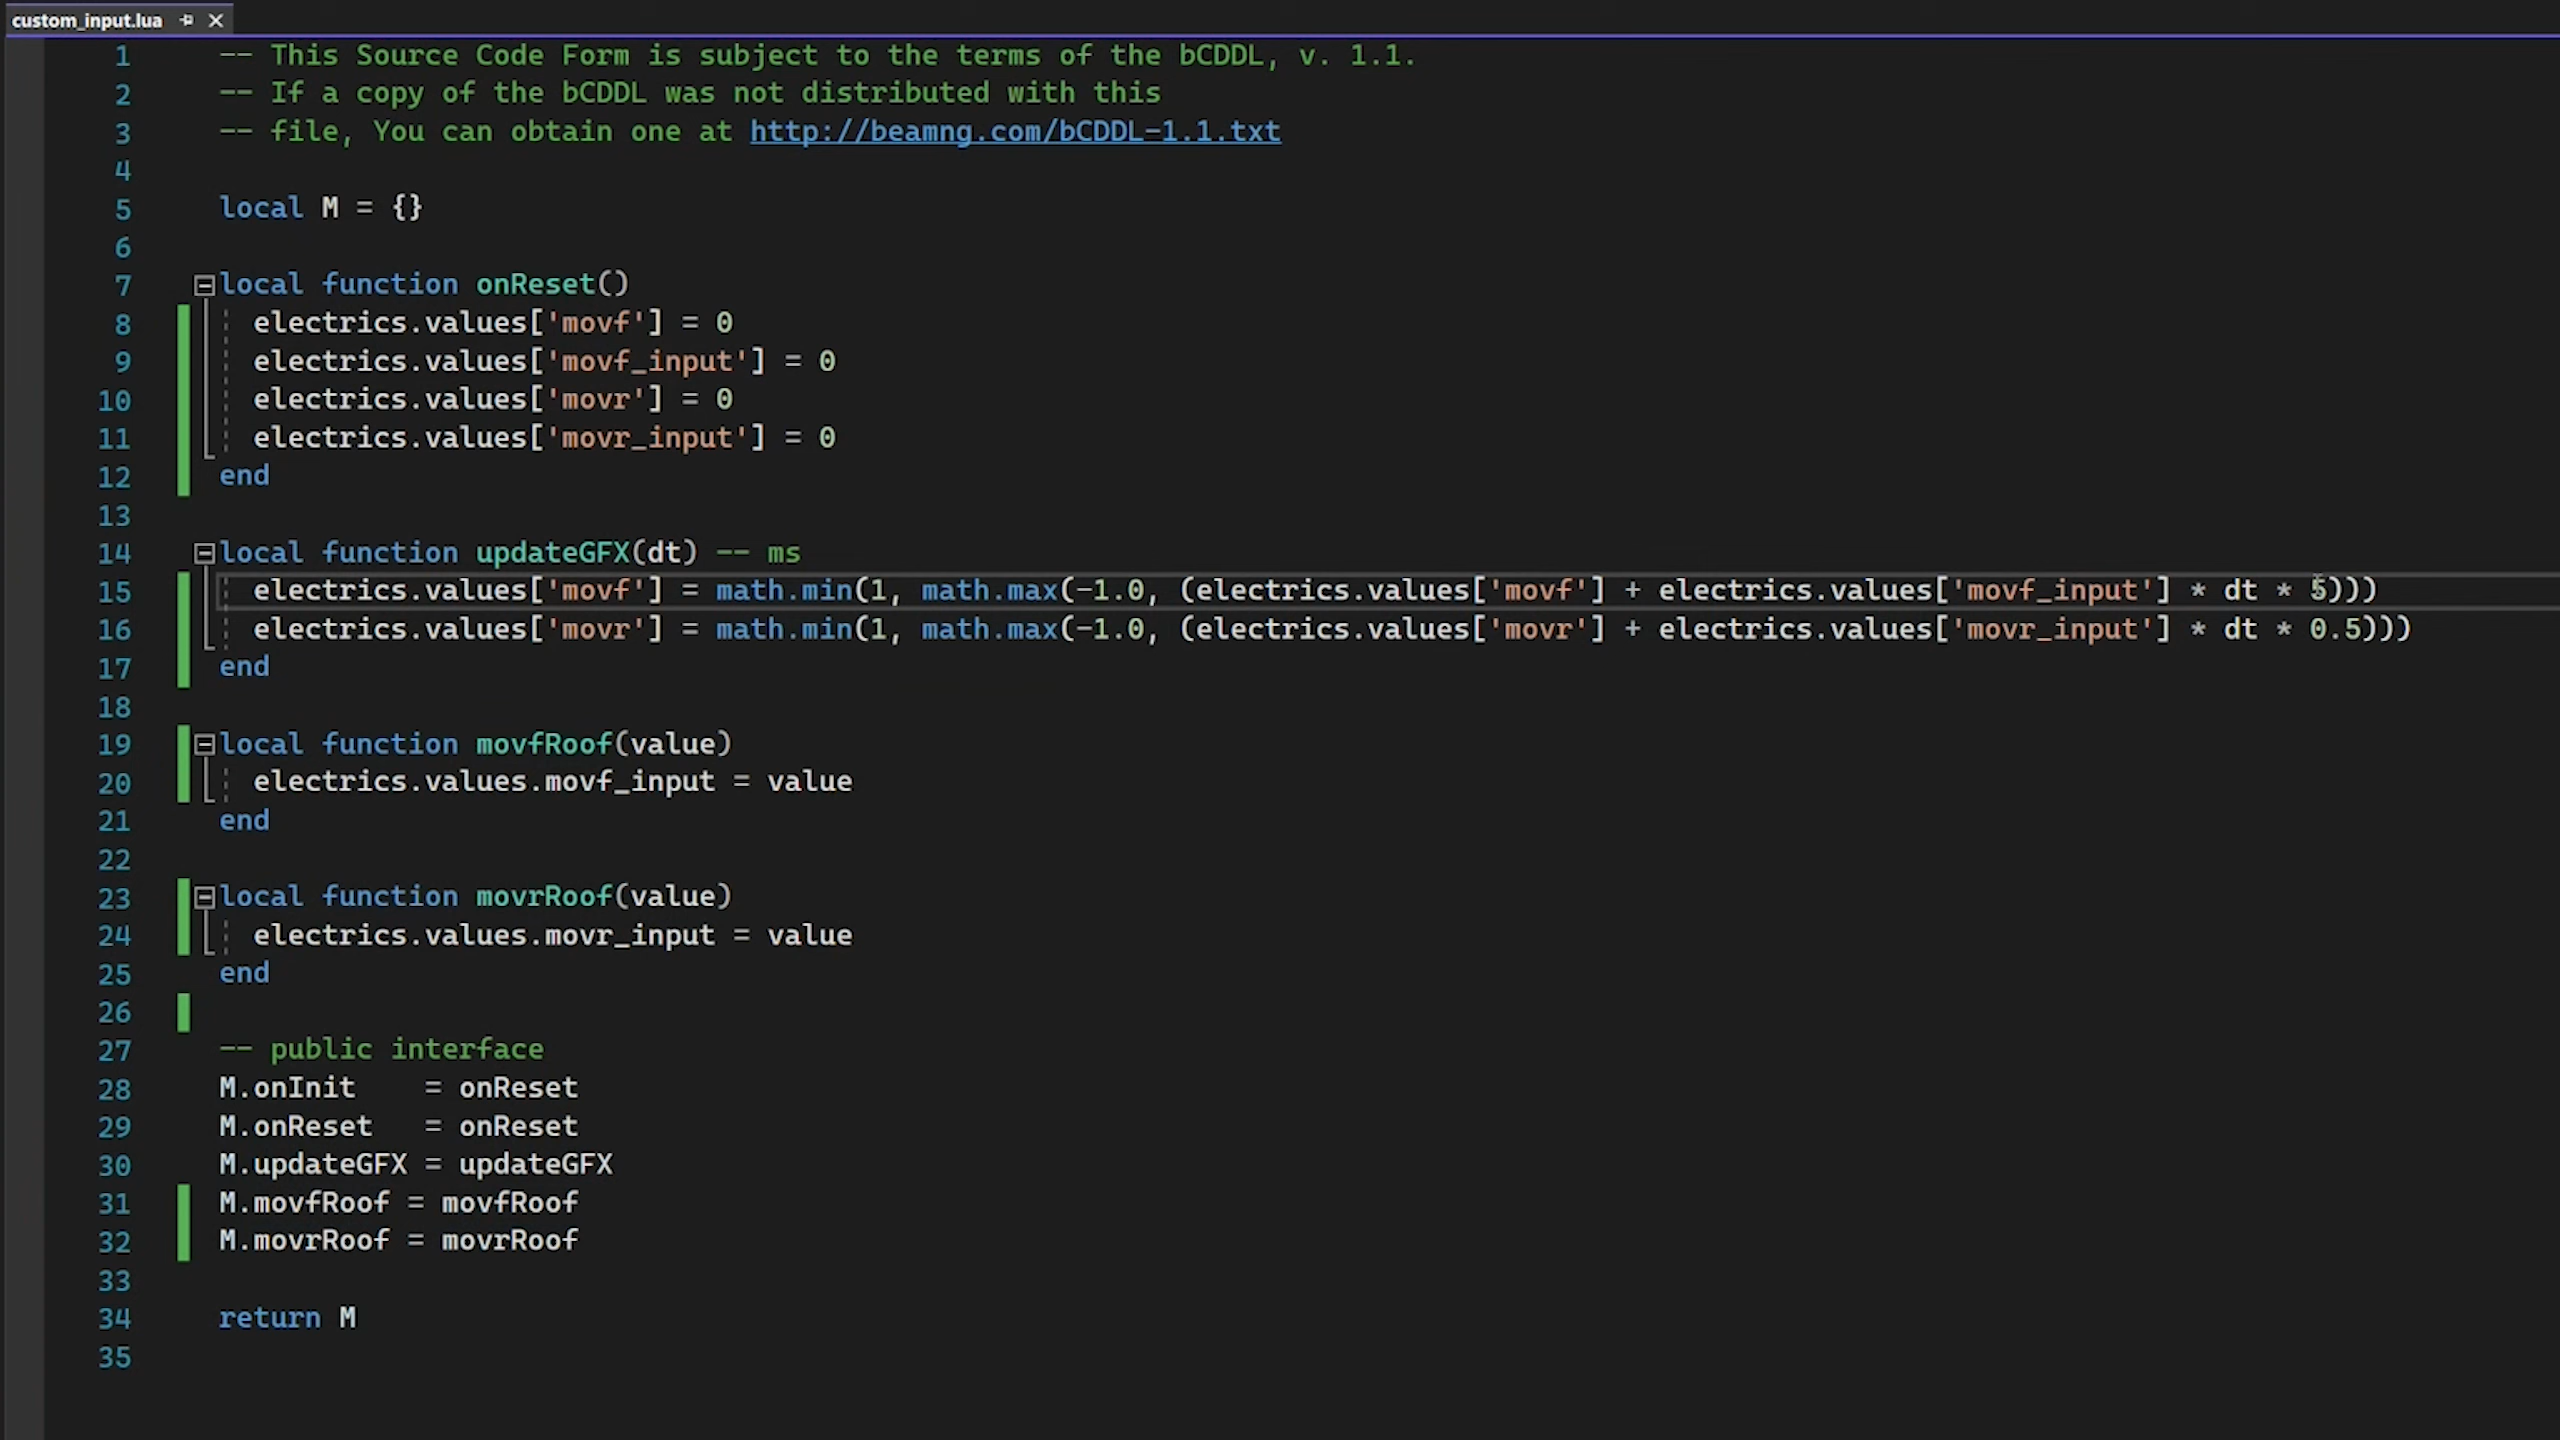 custom_input.lua
1 -- This Source Code Form is subject to the terms of the bCDDL, v. 1.1.
2 -- If a copy of the bCDDL was not distributed with this
3 -- file, You can obtain one at http://beamng.com/bCDDL-1.1.txt
4
5 local M = {}
6
7 local function onReset()
8   electrics.values['movf'] = 0
9   electrics.values['movf_input'] = 0
10   electrics.values['movr'] = 0
11   electrics.values['movr_input'] = 0
12 end
13
14 local function updateGFX(dt) -- ms
15   electrics.values['movf'] = math.min(1, math.max(-1.0, (electrics.values['movf'] + electrics.values['movf_input'] * dt * 5)))
16   electrics.values['movr'] = math.min(1, math.max(-1.0, (electrics.values['movr'] + electrics.values['movr_input'] * dt * 0.5)))
17 end
18
19 local function movfRoof(value)
20   electrics.values.movf_input = value
21 end
22
23 local function movrRoof(value)
24   electrics.values.movr_input = value
25 end
26
27 -- public interface
28 M.onInit    = onReset
29 M.onReset   = onReset
30 M.updateGFX = updateGFX
31 M.movfRoof = movfRoof
32 M.movrRoof = movrRoof
33
34 return M
35